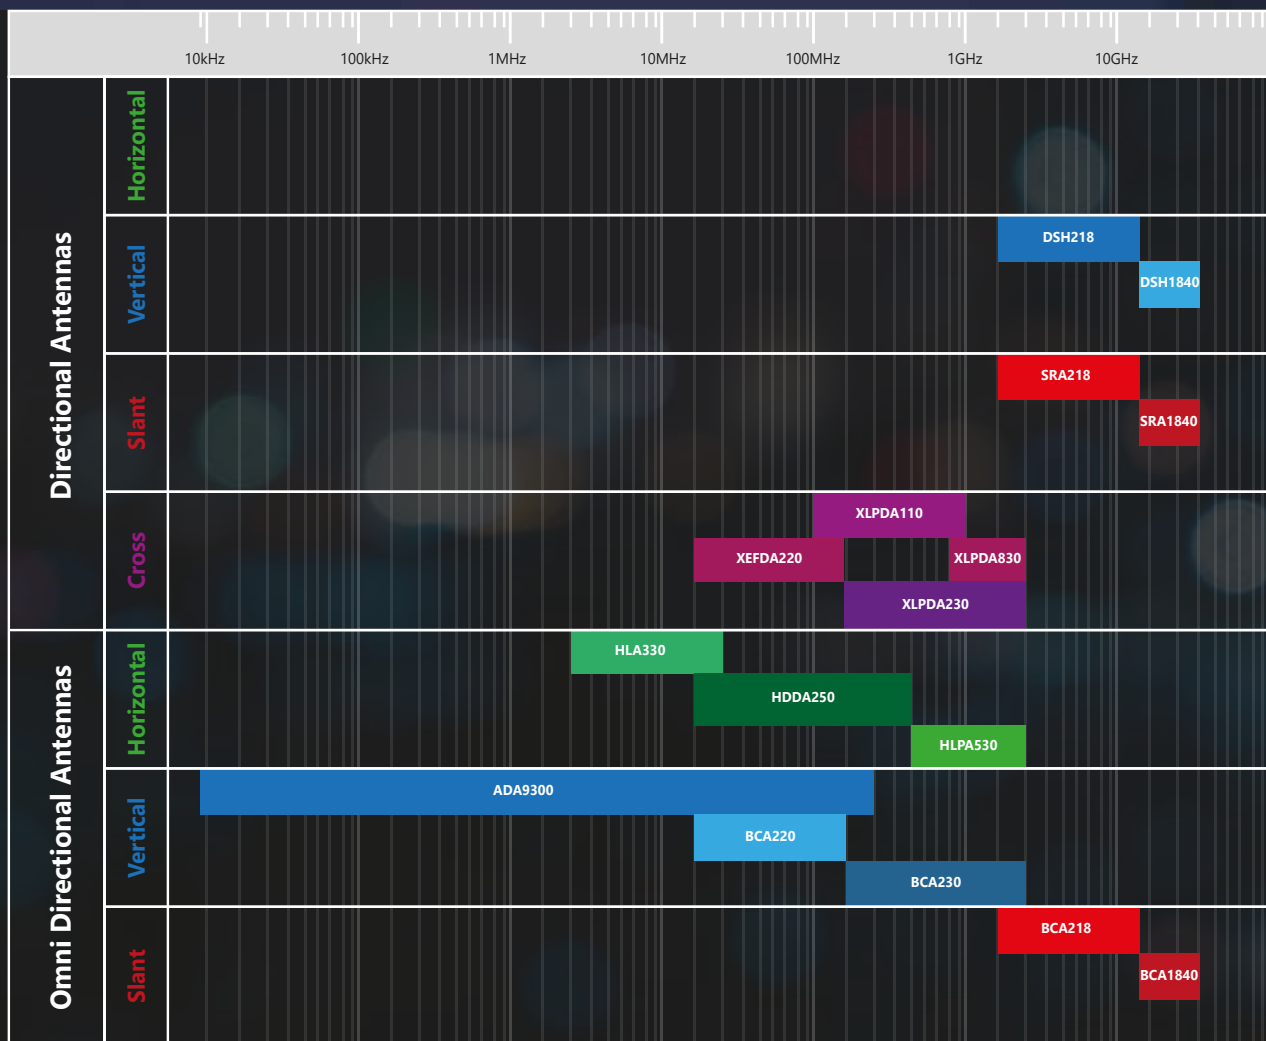 10kHz 100kHz 1MHz 10MHz 100MHz 1GHz 10GHz
Directional Antennas
Horizontal
Vertical
DSH218
DSH1840
Slant
SRA218
SRA1840
Cross
XLPDA110
XEFDA220 XLPDA830
XLPDA230
Omni Directional Antennas
Horizontal
HLA330
HDDA250
HLPA530
Vertical
ADA9300
BCA220
BCA230
Slant
BCA218
BCA1840